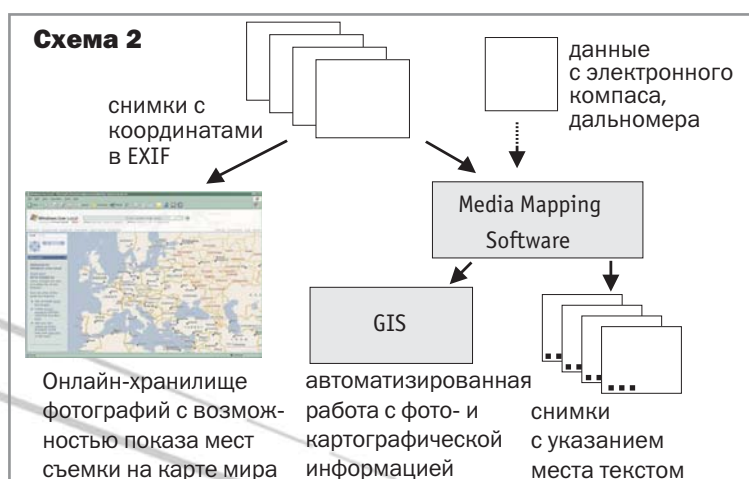 Схема 2
данные
с электронного
компаса,
дальномера
снимки с
координатами
в EXIF
Media Mapping
Software
GIS
Онлайн-хранилище
фотографий с возмож-
ностью показа мест
съемки на карте мира
автоматизированная
работа с фото- и
картографической
информацией
снимки
с указанием
места текстом